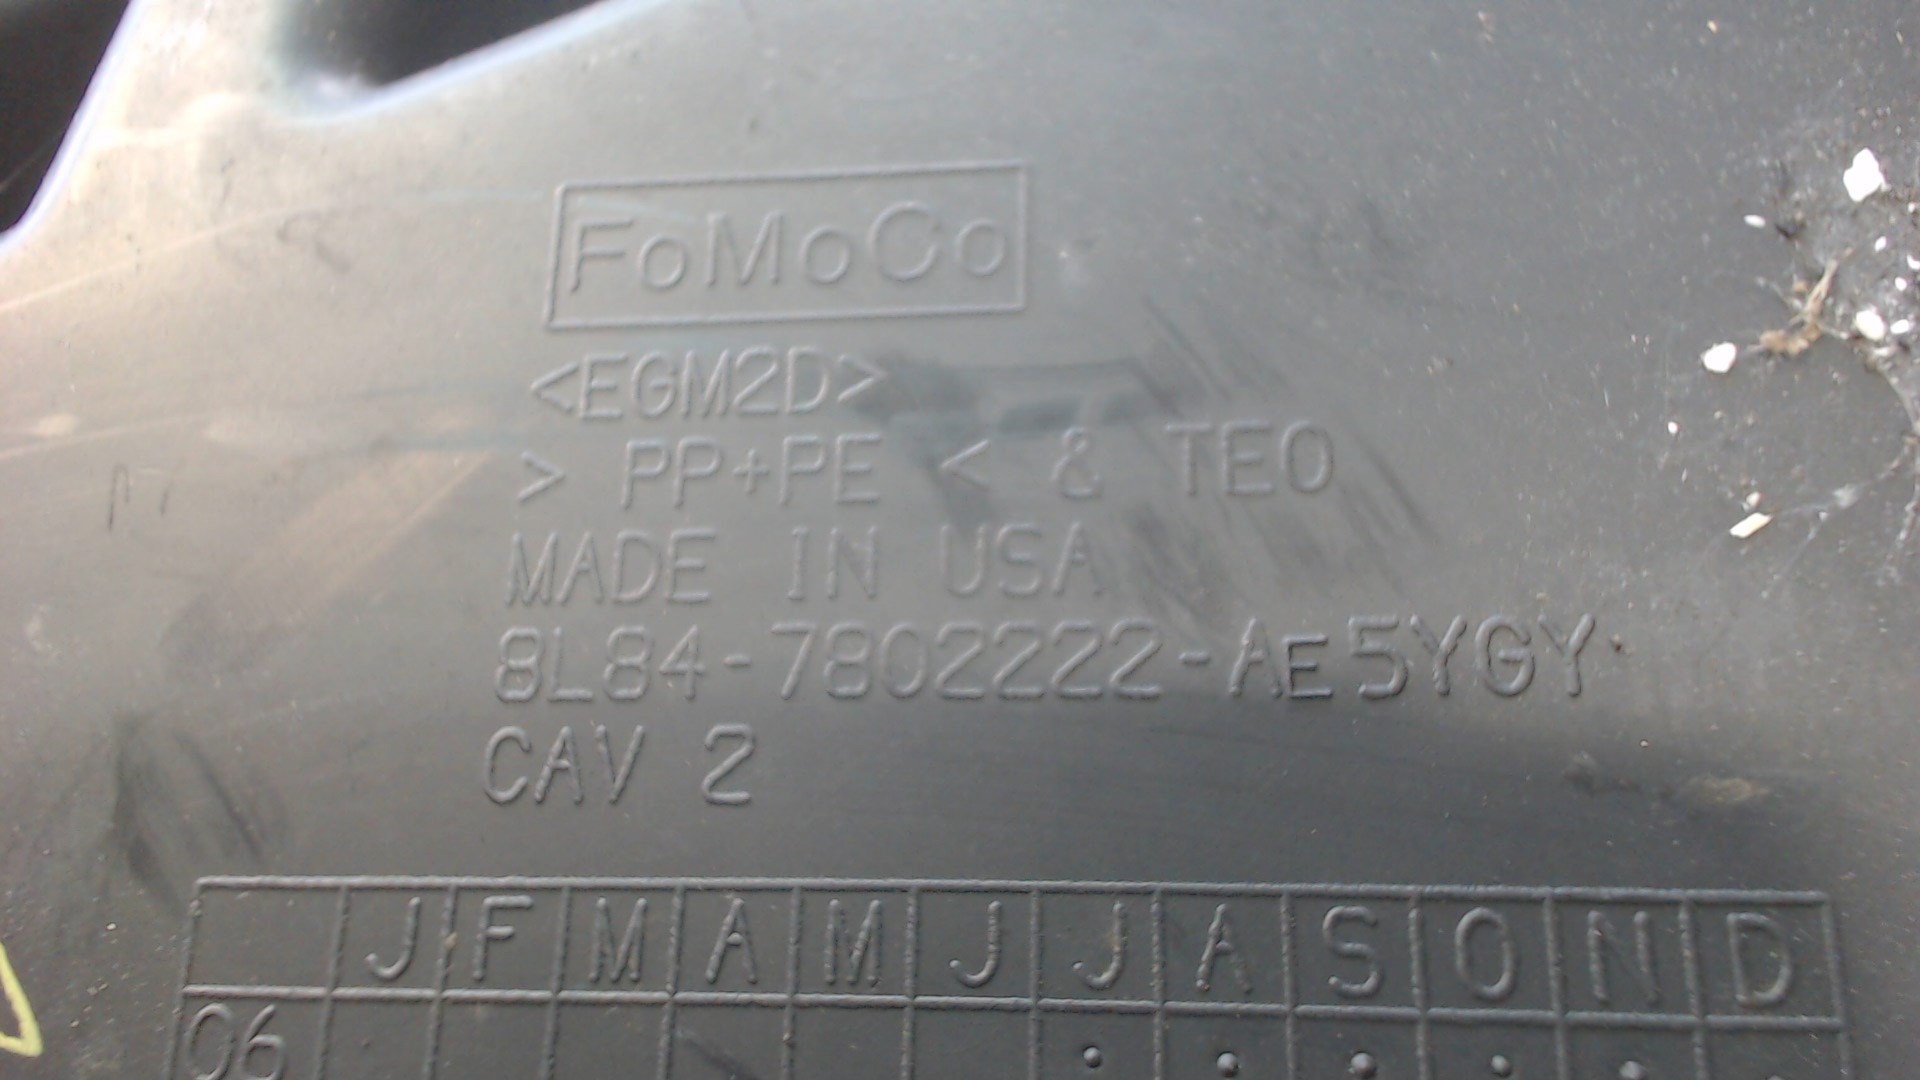 FoMoCo
<EGM2D>
> PP+PE < & TEO
MADE IN USA
8L84-7802222-AE5YGY
CAV 2
J F M A M J J A S O N D
06